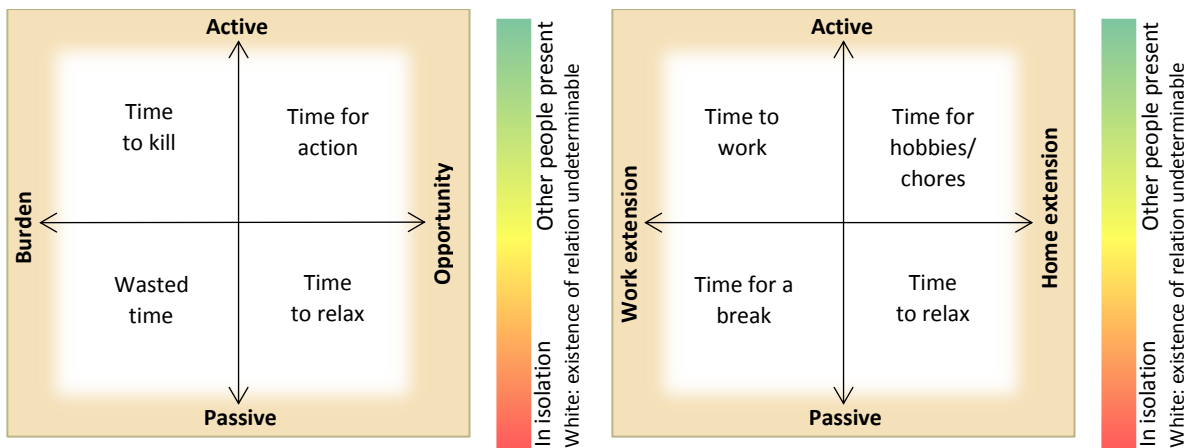 Active
Time
to kill
Time for
action
Burden
Opportunity
Wasted
time
Time
to relax
Passive
In isolation Other people present
White: existence of relation undeterminable
Active
Time to
work
Time for
hobbies/
chores
Work extension
Home extension
Time for a
break
Time
to relax
Passive
In isolation Other people present
White: existence of relation undeterminable